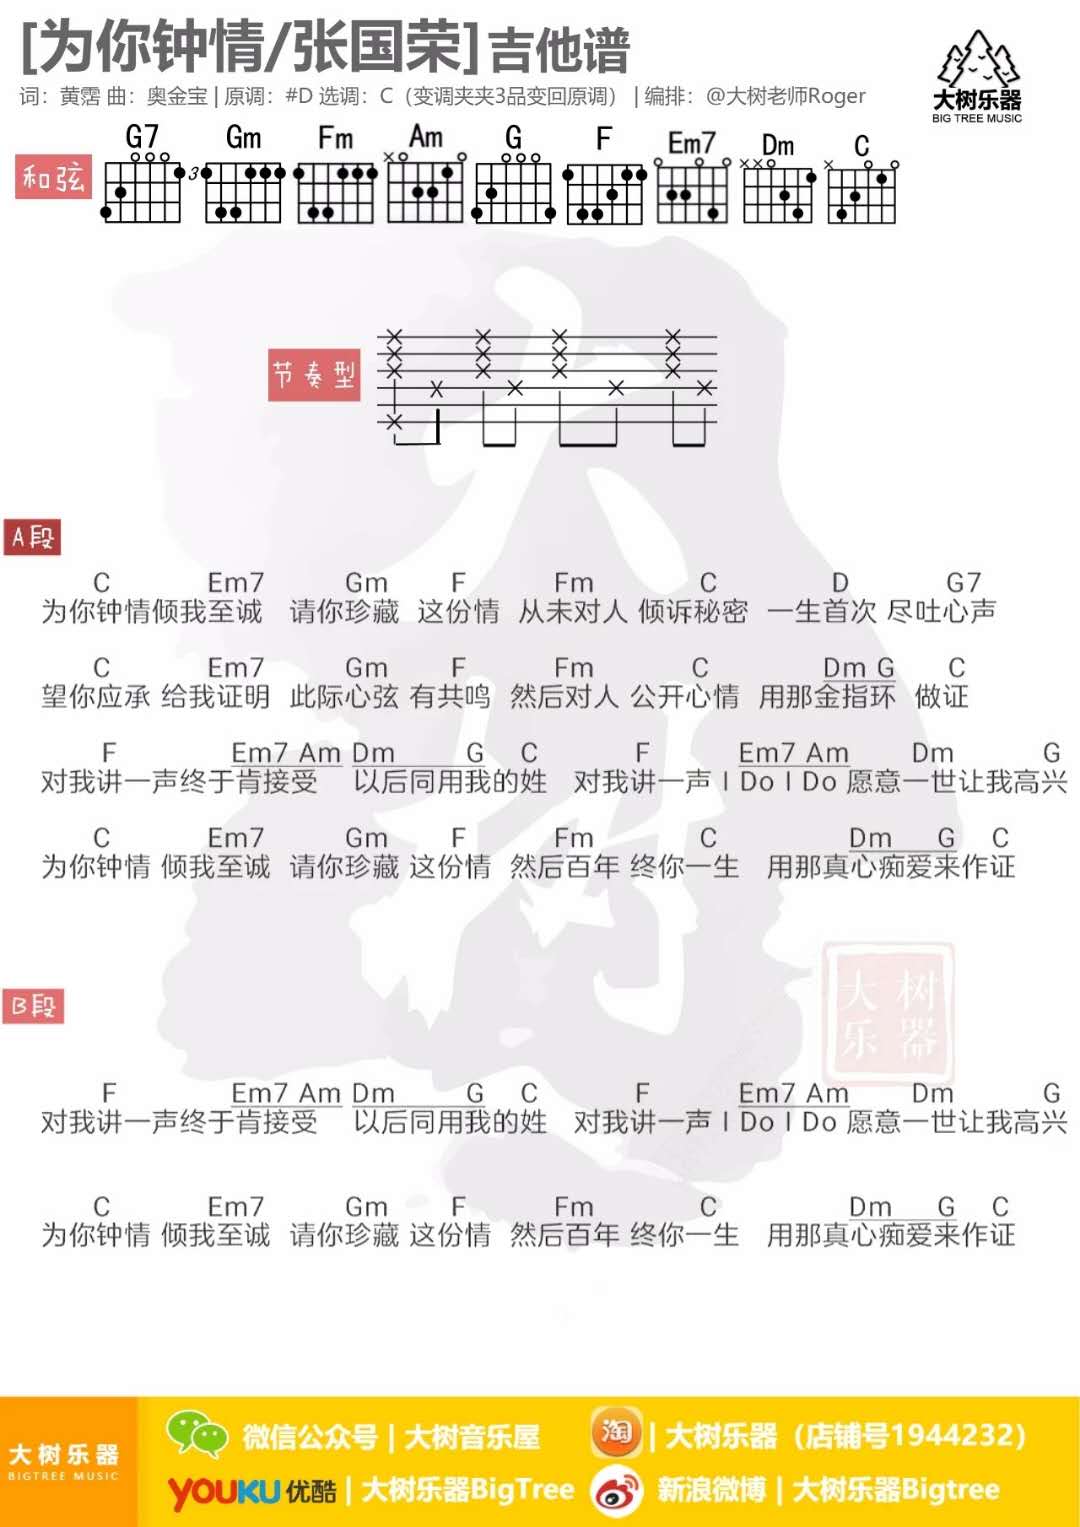 [为你钟情/张国荣]吉他谱
词：黄霑 曲：奥金宝 | 原调：#D 选调：C（变调夹夹3品变回原调） | 编排：@大树老师Roger
大树乐器
BIG TREE MUSIC
和弦
G7 Gm Fm Am G F Em7 Dm C
3
节奏型
A段
C Em7 Gm F Fm C D G7
为你钟情倾我至诚 请你珍藏 这份情 从未对人 倾诉秘密 一生首次 尽吐心声
C Em7 Gm F Fm C Dm G C
望你应承 给我证明 此际心弦 有共鸣 然后对人 公开心情 用那金指环 做证
F Em7 Am Dm G C F Em7 Am Dm G
对我讲一声终于肯接受 以后同用我的姓 对我讲一声 I Do I Do 愿意一世让我高兴
C Em7 Gm F Fm C Dm G C
为你钟情 倾我至诚 请你珍藏 这份情 然后百年 终你一生 用那真心痴爱来作证
大树
大树
乐器
B段
F Em7 Am Dm G C F Em7 Am Dm G
对我讲一声终于肯接受 以后同用我的姓 对我讲一声 I Do I Do 愿意一世让我高兴
C Em7 Gm F Fm C Dm G C
为你钟情 倾我至诚 请你珍藏 这份情 然后百年 终你一生 用那真心痴爱来作证
大树乐器
BIGTREE MUSIC
微信公众号 | 大树音乐屋
淘 | 大树乐器（店铺号1944232）
YOUKU 优酷 | 大树乐器BigTree
新浪微博 | 大树乐器Bigtree